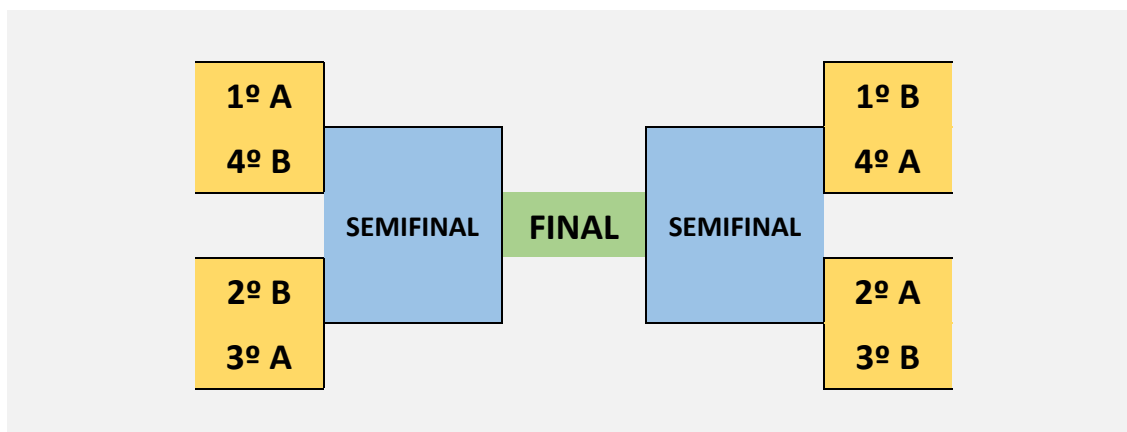 1º A
4º B
2º B
3º A
SEMIFINAL
FINAL
SEMIFINAL
1º B
4º A
2º A
3º B